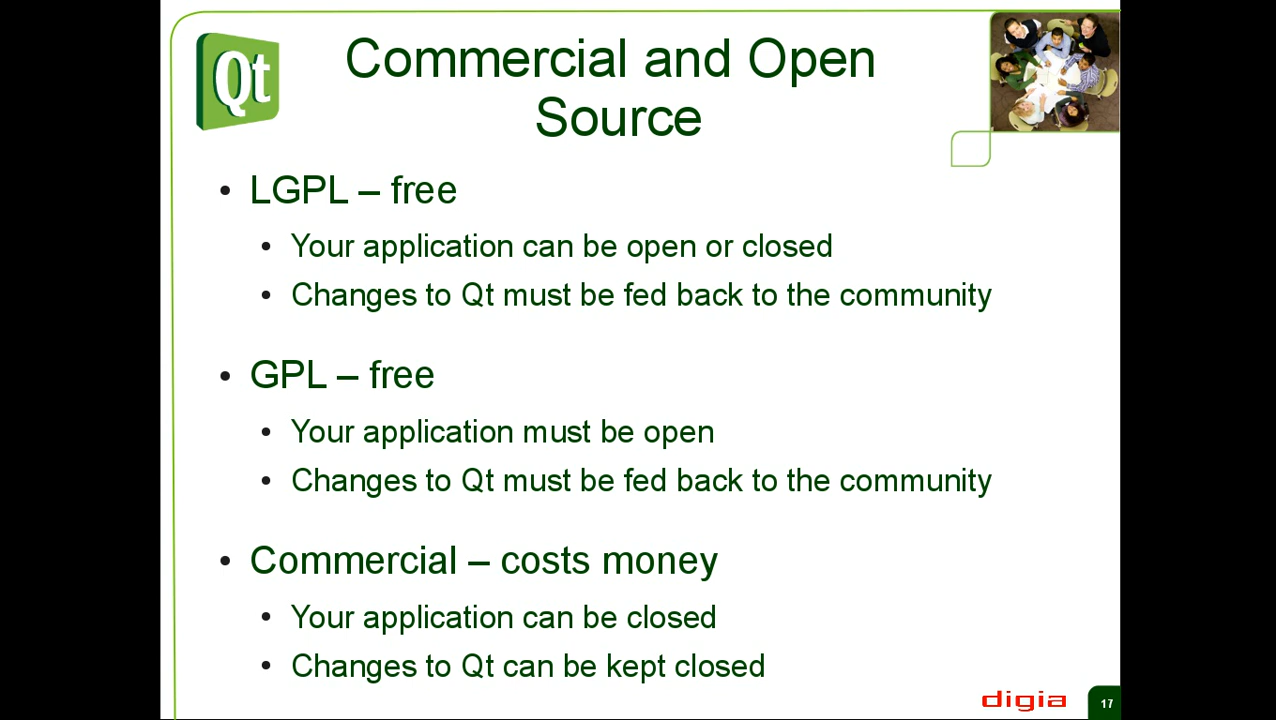 Qt
Commercial and Open
Source
• LGPL – free
• Your application can be open or closed
• Changes to Qt must be fed back to the community
• GPL – free
• Your application must be open
• Changes to Qt must be fed back to the community
• Commercial – costs money
• Your application can be closed
• Changes to Qt can be kept closed
digia
17